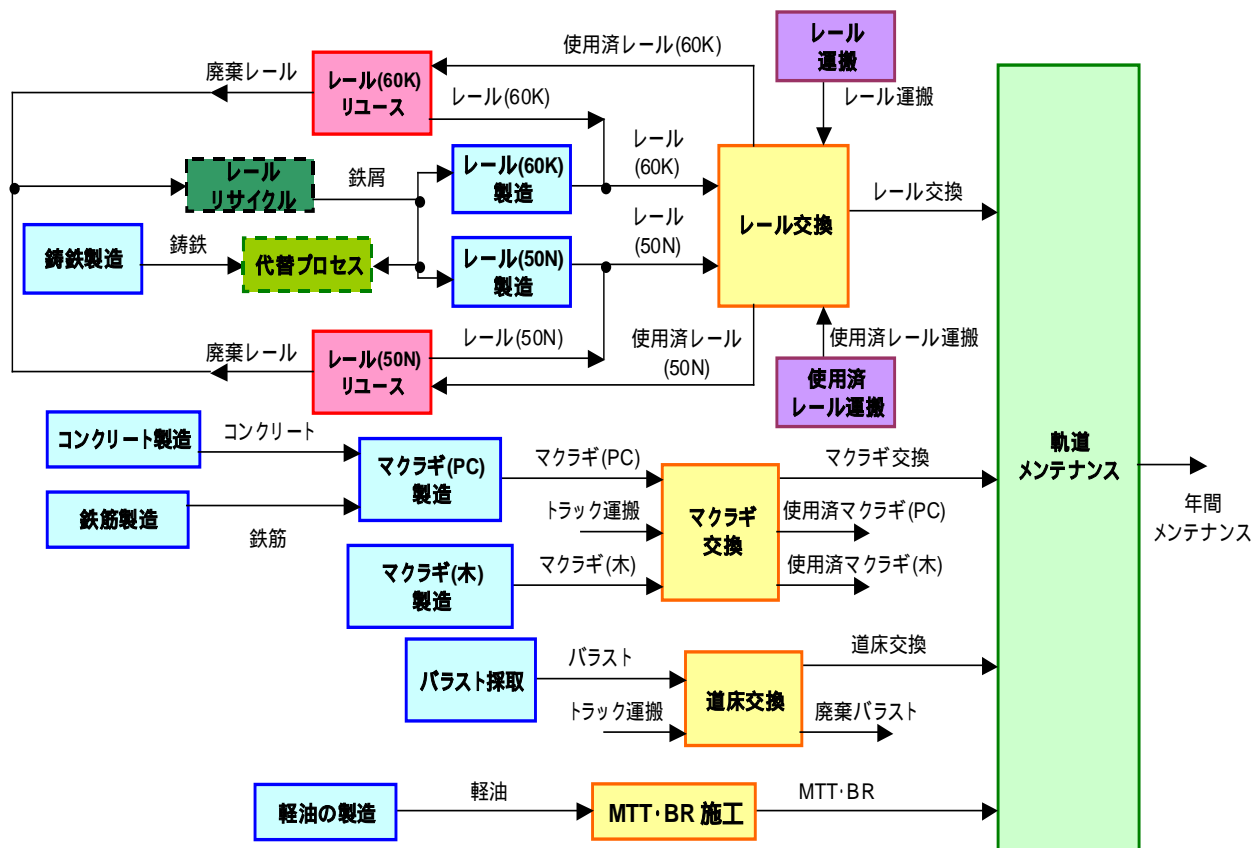 使用済レール(60K)
レール
運搬
廃棄レール
レール(60K)
リユース
レール(60K)
レール運搬
レール
(60K)
レール
リサイクル
鉄屑
レール(60K)
製造
レール交換
レール交換
レール
(50N)
鋳鉄製造
鋳鉄
代替プロセス
レール(50N)
製造
廃棄レール
レール(50N)
リユース
レール(50N)
使用済レール
(50N)
使用済レール運搬
使用済
レール運搬
コンクリート製造
コンクリート
マクラギ(PC)
製造
マクラギ(PC)
マクラギ交換
軌道
メンテナンス
鉄筋製造
鉄筋
トラック運搬
マクラギ
交換
使用済マクラギ(PC)
年間
メンテナンス
マクラギ(木)
製造
マクラギ(木)
使用済マクラギ(木)
バラスト採取
バラスト
道床交換
道床交換
トラック運搬
廃棄バラスト
軽油の製造
軽油
MTT・BR 施工
MTT・BR